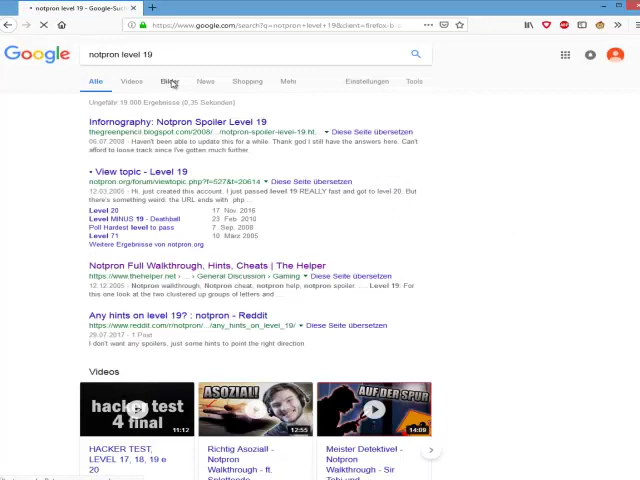 notpron level 19 - Google-Suc
https://www.google.com/search?q=notpron+level+19&client=firefox-b
Google
notpron level 19
Alle Videos Bilder News Shopping Mehr Einstellungen Tools
Ungefähr 19.000 Ergebnisse (0,35 Sekunden)
Infornography: Notpron Spoiler Level 19
thegreenpencil.blogspot.com/2008/.../notpron-spoiler-level-19.ht... ▾ Diese Seite übersetzen
06.07.2008 - Haven't been able to update this for a while. Thank god I still have the answers here. Can't
afford to loose track since I've gotten much further
• View topic - Level 19
notpron.org/forum/viewtopic.php?f=527&t=20614 ▾ Diese Seite übersetzen
12.03.2005 - Hi, just created this account. I just passed level 19 REALLY fast and got to level 20. But
there's something weird: the URL ends with .php ..
Level 20 17. Nov. 2016
Level MINUS 19 - Deathball 23. Feb. 2010
Poll Hardest level to pass 7. Sep. 2008
Level 71 10. März 2005
Weitere Ergebnisse von notpron.org
Notpron Full Walkthrough, Hints, Cheats | The Helper
https://www.thehelper.net › ... › General Discussion › Gaming ▾ Diese Seite übersetzen
12.12.2005 - Notpron walkthrough, Notpron cheat, notpron help, notpron spoiler. ... Level 19: For
this one look at the two clustered up groups of letters and ...
Any hints on level 19? : notpron - Reddit
https://www.reddit.com/r/notpron/.../any_hints_on_level_19/ ▾ Diese Seite übersetzen
29.07.2017 - 1 Post
I don't want any spoilers, just some hints to point the right direction.
Videos
hacker test
4 final
11:12
ASOZIAL!
12:55
AUF DER SPUR
14:09
HACKER TEST,
LEVEL 17, 18, 19 e
20
Richtig Asozial! -
Notpron
Walkthrough - ft.
Meister Detektive! -
Notpron
Walkthrough - Sir